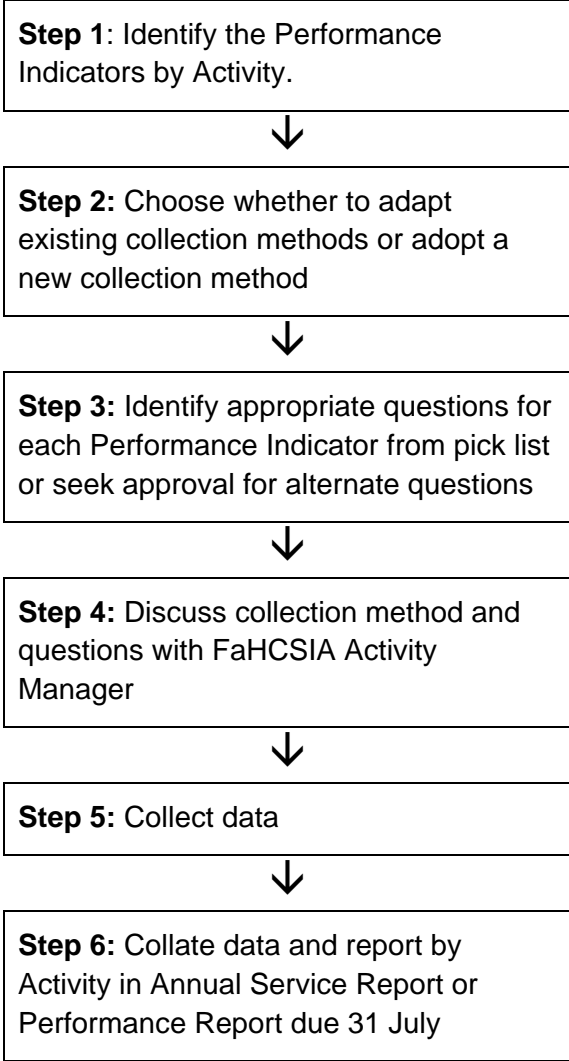 Step 1: Identify the Performance
Indicators by Activity.
Step 2: Choose whether to adapt
existing collection methods or adopt a
new collection method
Step 3: Identify appropriate questions for
each Performance Indicator from pick list
or seek approval for alternate questions
Step 4: Discuss collection method and
questions with FaHCSIA Activity
Manager
Step 5: Collect data
Step 6: Collate data and report by
Activity in Annual Service Report or
Performance Report due 31 July